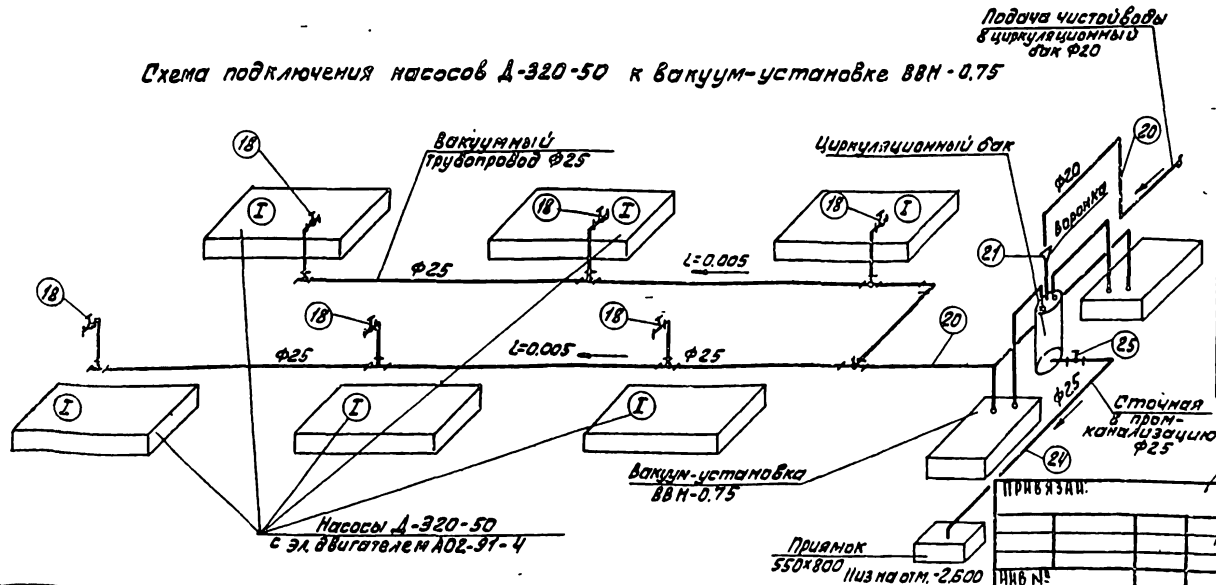 Подача чистой воды
в циркуляционный
бак Ф20
Схема подключения насосов Д-320-50 к вакуум-установке ВВН-0,75
18
Вакуумный
трубопровод Ф25
Циркуляционный бак
20
Ф20
воронка
I
18
I
18
I
21
Ф25
L=0.005
18
18
18
20
25
Ф25
L=0.005
Ф25
Ф25
I
I
I
Сточная
в пром-
канализацию
Ф25
24
Вакуум-установка
ВВН-0,75
Насосы Д-320-50
с эл. двигателем А02-91-4
Приямок
550×800
Низ на отм. -2,600
ПРИВЯЗАН:
ИНВ №